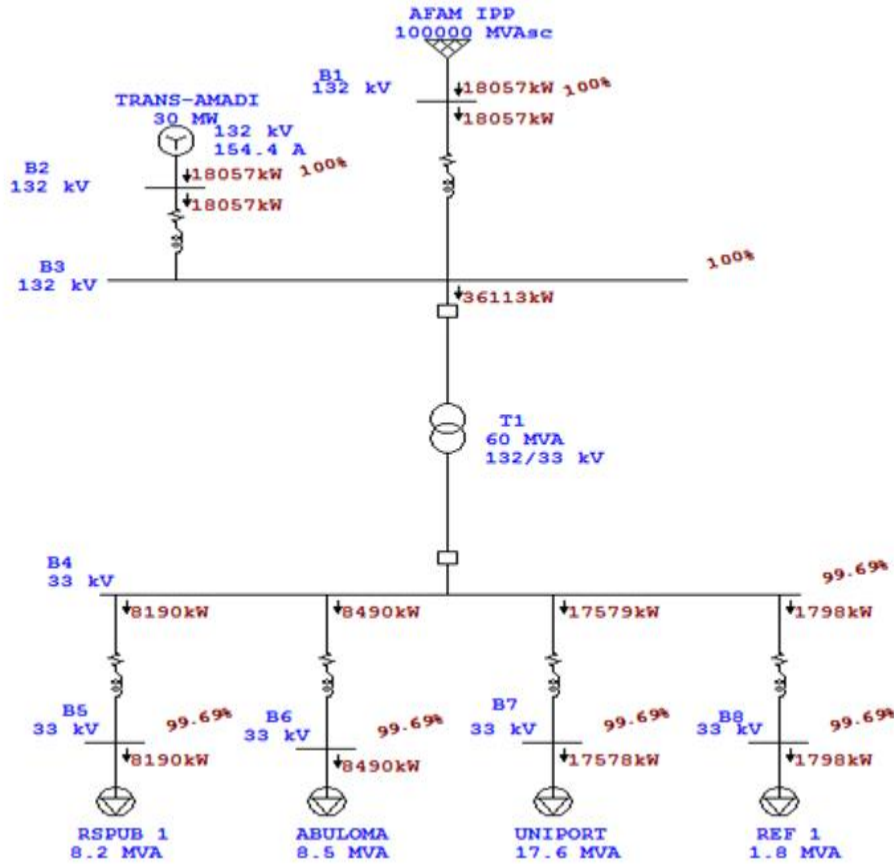 AFAM IPP
100000 MVAsc
B1
132 kV
18057kW
100%
18057kW
TRANS-AMADI
30 MW
132 kV
154.4 A
B2
132 kV
18057kW
100%
18057kW
B3
132 kV
100%
36113kW
T1
60 MVA
132/33 kV
B4
33 kV
99.69%
8190kW
8490kW
17579kW
1798kW
B5
33 kV
99.69%
B6
33 kV
99.69%
B7
33 kV
99.69%
B8
33 kV
99.69%
8190kW
8490kW
17578kW
1798kW
RSPUB 1
8.2 MVA
ABULOMA
8.5 MVA
UNIPORT
17.6 MVA
REF 1
1.8 MVA